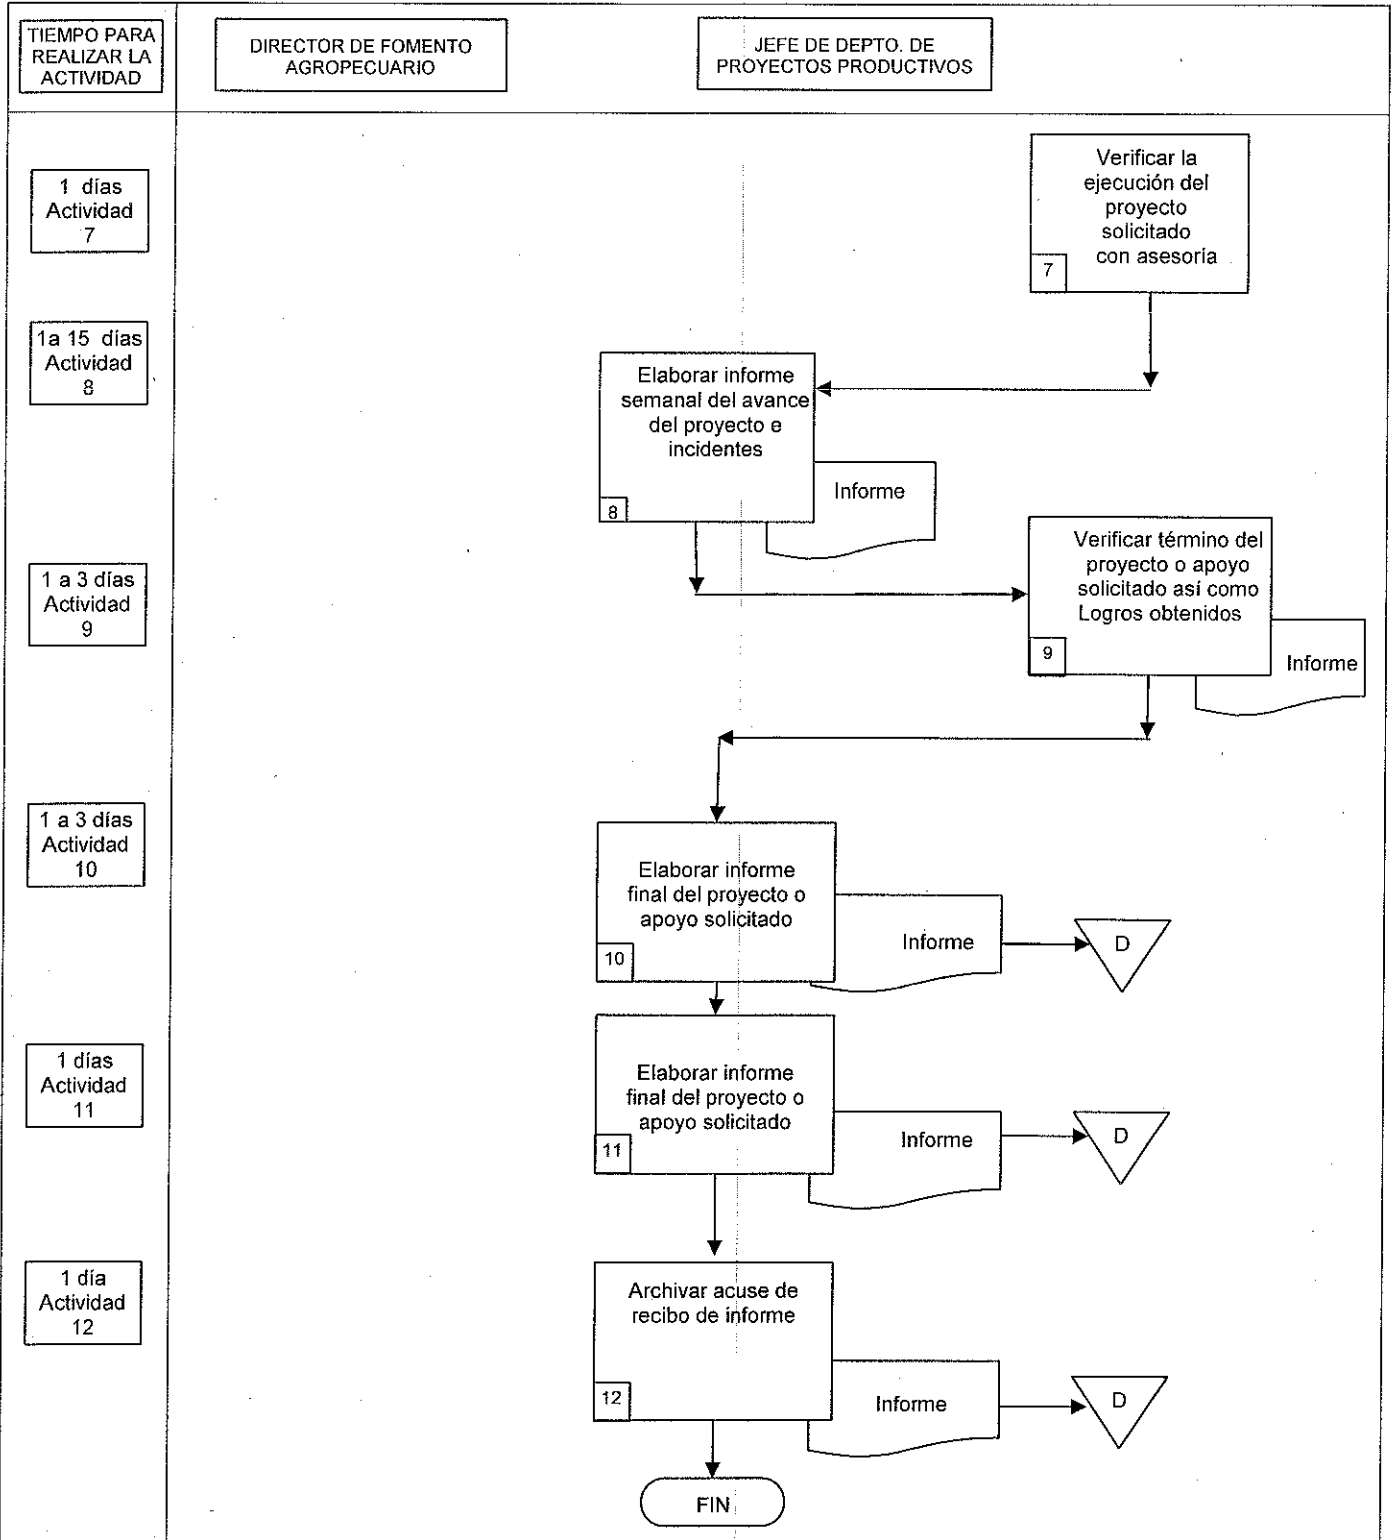 TIEMPO PARA
REALIZAR LA
ACTIVIDAD
DIRECTOR DE FOMENTO
AGROPECUARIO
JEFE DE DEPTO. DE
PROYECTOS PRODUCTIVOS
1 días
Actividad
7
Verificar la
ejecución del
proyecto
solicitado
con asesoría
7
1a 15 días
Actividad
8
Elaborar informe
semanal del avance
del proyecto e
incidentes
8
Informe
1 a 3 días
Actividad
9
Verificar término del
proyecto o apoyo
solicitado así como
Logros obtenidos
9
Informe
1 a 3 días
Actividad
10
Elaborar informe
final del proyecto o
apoyo solicitado
10
Informe
D
1 días
Actividad
11
Elaborar informe
final del proyecto o
apoyo solicitado
11
Informe
D
1 día
Actividad
12
Archivar acuse de
recibo de informe
12
Informe
D
FIN